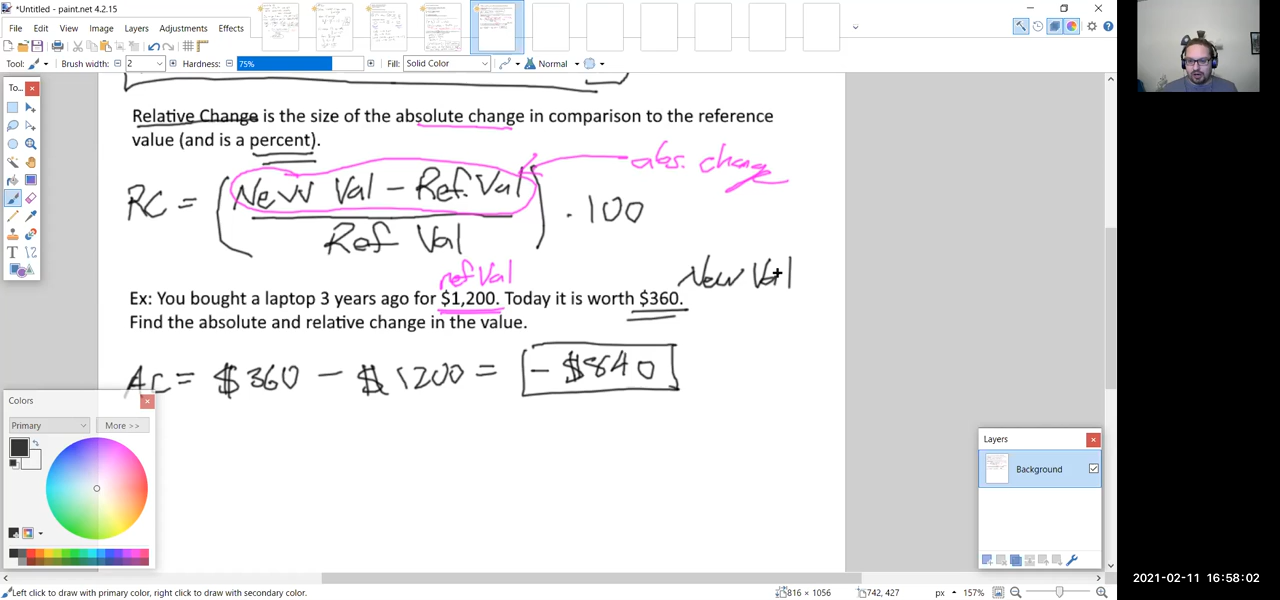 *Untitled - paint.net 4.2.15
File Edit View Image Layers Adjustments Effects
Tool: Brush width: 2 Hardness: 75% Fill: Solid Color Normal
To...
Relative Change is the size of the absolute change in comparison to the reference
value (and is a percent).
abs. change
RC = (New Val - Ref. Val / Ref Val) . 100
ref Val New Val
Ex: You bought a laptop 3 years ago for $1,200. Today it is worth $360.
Find the absolute and relative change in the value.
AC = $360 - $1200 = - $840
Colors
Primary More >>
Layers
Background
Left click to draw with primary color, right click to draw with secondary color. 816 x 1056 742, 427 px 157%
2021-02-11 16:58:02